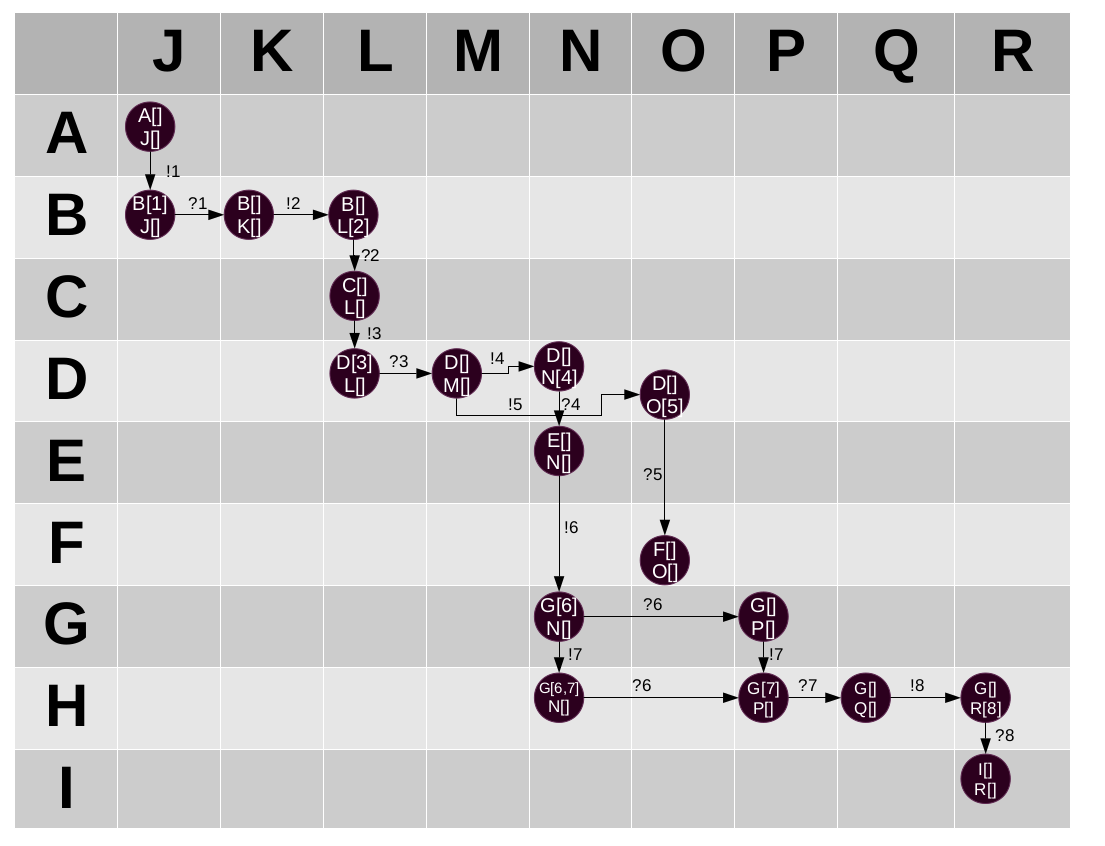 J K L M N O P Q R
A
A[]
J[]
!1
B
B[1]
J[]
?1
B[]
K[]
!2
B[]
L[2]
?2
C
C[]
L[]
!3
D
D[3]
L[]
?3
D[]
M[]
!4
D[]
N[4]
!5
?4
D[]
O[5]
E
E[]
N[]
?5
!6
F
F[]
O[]
G
G[6]
N[]
?6
G[]
P[]
!7
!7
H
G[6,7]
N[]
?6
G[7]
P[]
?7
G[]
Q[]
!8
G[]
R[8]
?8
I
I[]
R[]